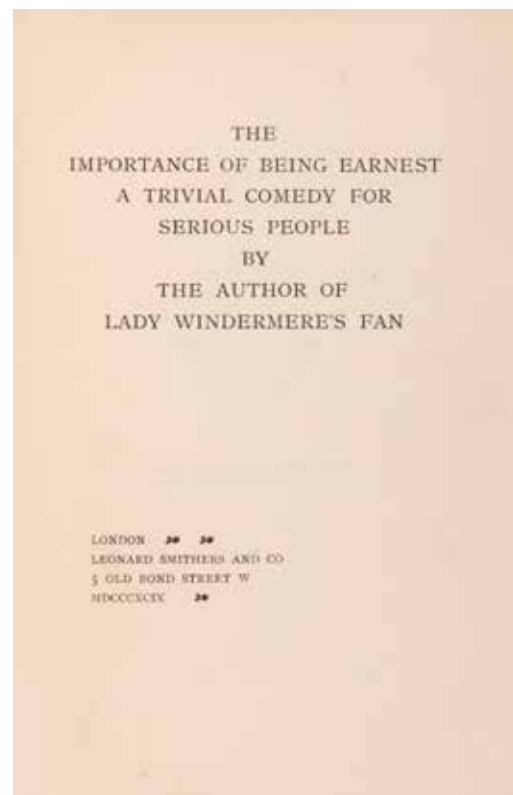 THE
IMPORTANCE OF BEING EARNEST
A TRIVIAL COMEDY FOR
SERIOUS PEOPLE
BY
THE AUTHOR OF
LADY WINDERMERE'S FAN
LONDON
LEONARD SMITHERS AND CO
5 OLD BOND STREET W
MDCCCXCIX